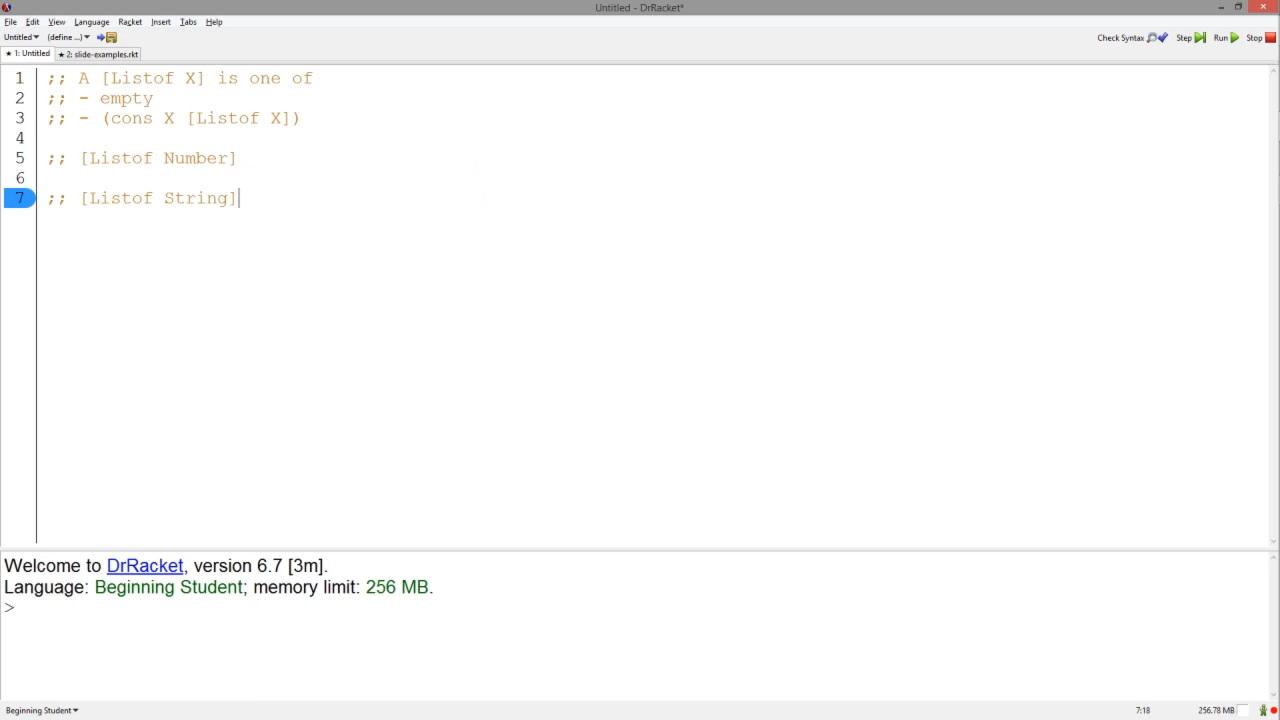 Untitled - DrRacket*
File Edit View Language Racket Insert Tabs Help
Untitled (define ...) Check Syntax Step Run Stop
★ 1: Untitled ★ 2: slide-examples.rkt
1 ;; A [Listof X] is one of
2 ;; - empty
3 ;; - (cons X [Listof X])
4
5 ;; [Listof Number]
6
7 ;; [Listof String]
Welcome to DrRacket, version 6.7 [3m].
Language: Beginning Student; memory limit: 256 MB.
>
Beginning Student 7:18 256.78 MB